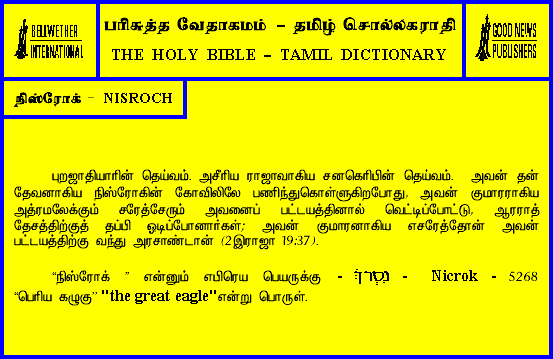 BELLWETHER
INTERNATIONAL
பரிசுத்த வேதாகமம் – தமிழ் சொல்லகராதி
THE HOLY BIBLE – TAMIL DICTIONARY
GOOD NEWS
PUBLISHERS
நிஸ்ரோக் – NISROCH
புறஜாதியாரின் தெய்வம். அசீரிய ராஜாவாகிய சனகெரிபின் தெய்வம். அவன் தன்
தேவனாகிய நிஸ்ரோகின் கோவிலிலே பணிந்துகொள்ளுகிறபோது, அவன் குமாரராகிய
அத்ரமலேக்கும் சரேத்சேரும் அவனைப் பட்டயத்தினால் வெட்டிப்போட்டு, ஆரராத்
தேசத்திற்குத் தப்பி ஓடிப்போனார்கள்; அவன் குமாரனாகிய எசரேத்தோன் அவன்
பட்டயத்திற்கு வந்து அரசாண்டான் (2இராஜா 19:37).
“நிஸ்ரோக் ” என்னும் எபிரெய பெயருக்கு - - Nicrok - 5268
“பெரிய கழுகு” "the great eagle"என்று பொருள்.